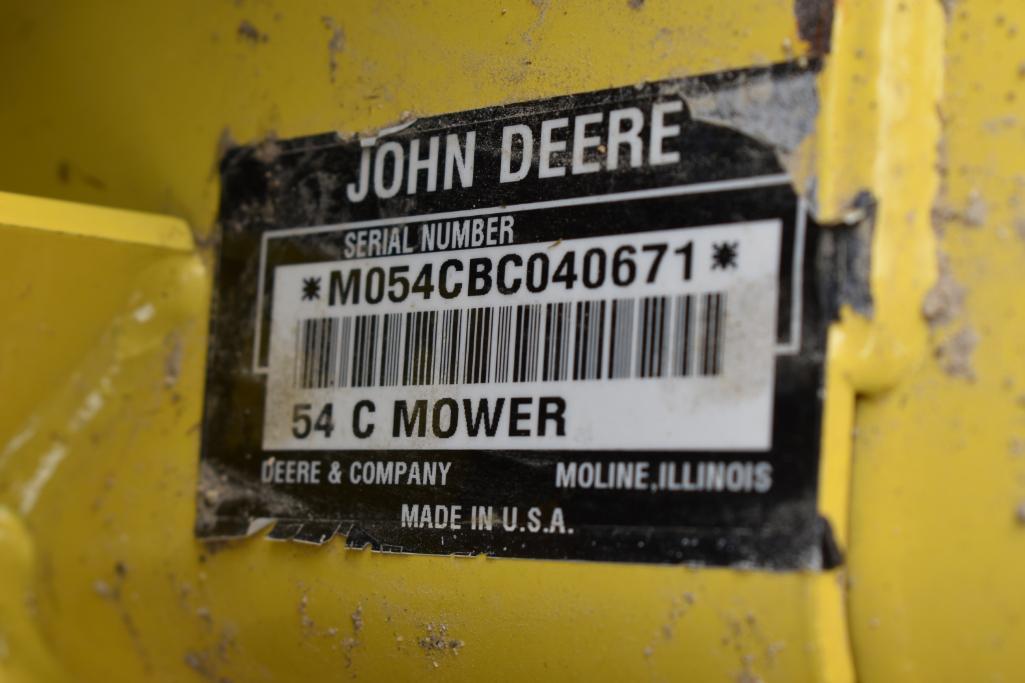 JOHN DEERE
SERIAL NUMBER
*M054CBC040671*
54 C MOWER
DEERE & COMPANY MOLINE, ILLINOIS
MADE IN U.S.A.